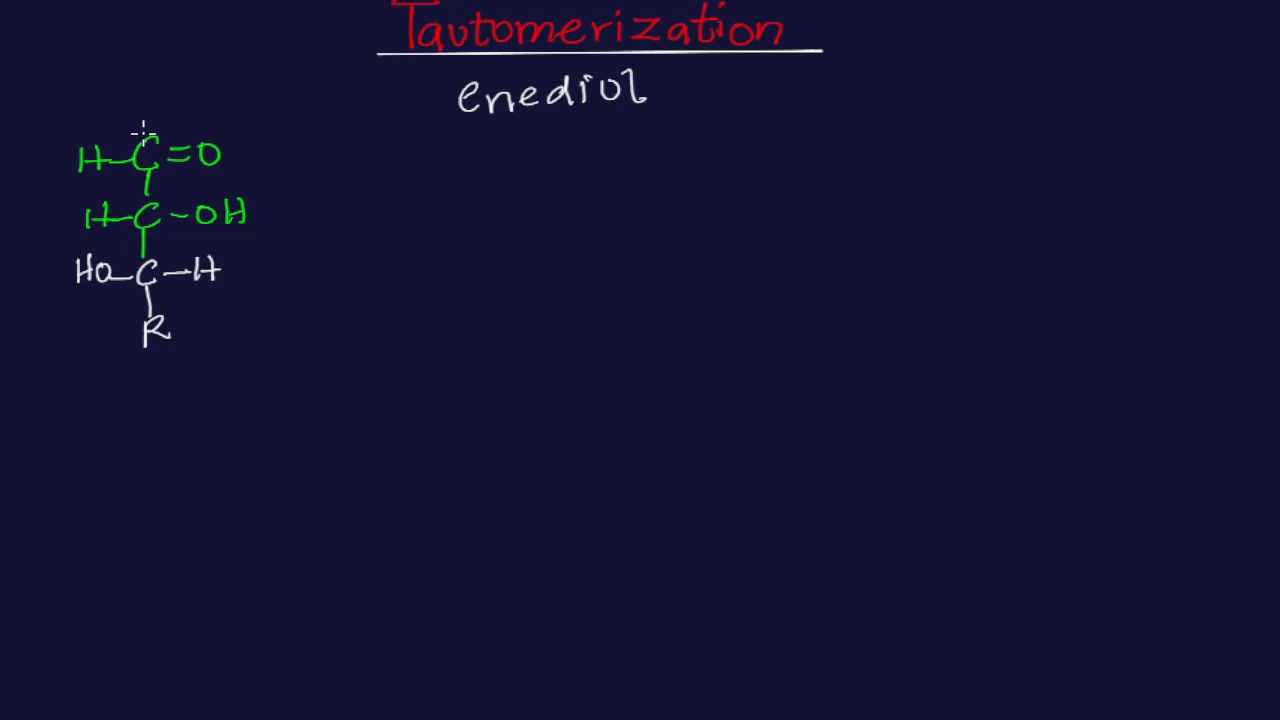 Tautomerization
enediol
H-C=O
H-C-OH
HO-C-H
R